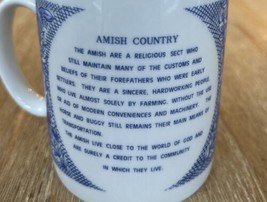 AMISH COUNTRY
THE AMISH ARE A RELIGIOUS SECT WHO
STILL MAINTAIN MANY OF THE CUSTOMS AND
BELIEFS OF THEIR FOREFATHERS WHO WERE EARLY
SETTLERS. THEY ARE A SINCERE, HARDWORKING PEOPLE
WHO LIVE ALMOST SOLELY BY FARMING. WITHOUT THE USE
OR AID OF MODERN CONVENIENCES AND MACHINERY. THE
HORSE AND BUGGY STILL REMAINS THEIR MAIN MEANS OF
TRANSPORTATION.
THE AMISH LIVE CLOSE TO THE WORLD OF GOD AND
ARE SURELY A CREDIT TO THE COMMUNITY
IN WHICH THEY LIVE.